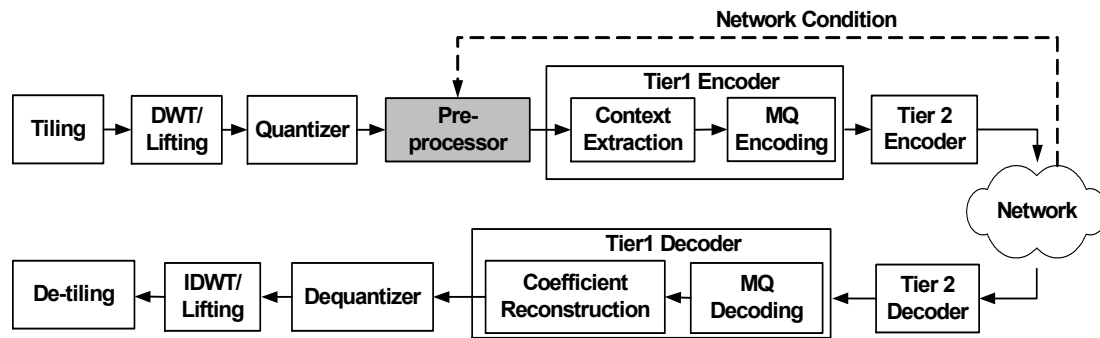 Network Condition
Tier1 Encoder
Tiling
DWT/
Lifting
Quantizer
Pre-
processor
Context
Extraction
MQ
Encoding
Tier 2
Encoder
Network
Tier1 Decoder
De-tiling
IDWT/
Lifting
Dequantizer
Coefficient
Reconstruction
MQ
Decoding
Tier 2
Decoder